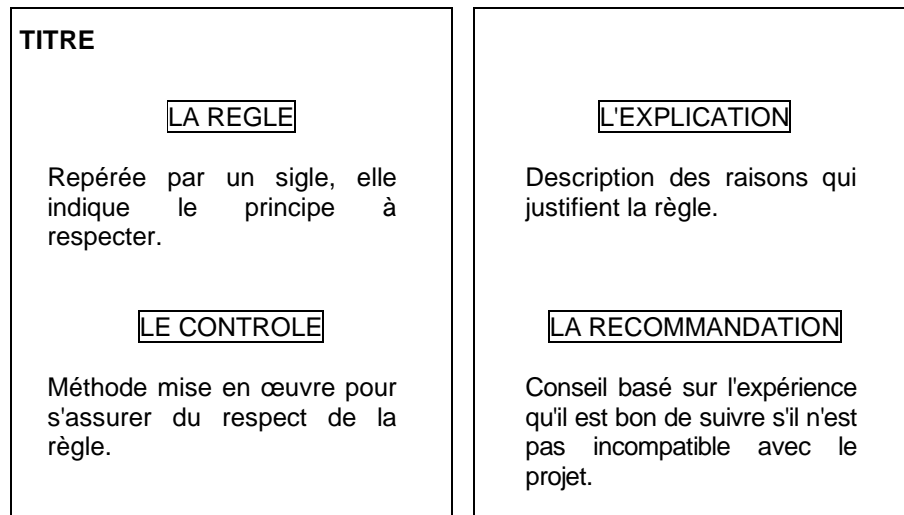 TITRE
LA REGLE
Repérée par un sigle, elle
indique le principe à
respecter.
LE CONTROLE
Méthode mise en œuvre pour
s'assurer du respect de la
règle.
L'EXPLICATION
Description des raisons qui
justifient la règle.
LA RECOMMANDATION
Conseil basé sur l'expérience
qu'il est bon de suivre s'il n'est
pas incompatible avec le
projet.